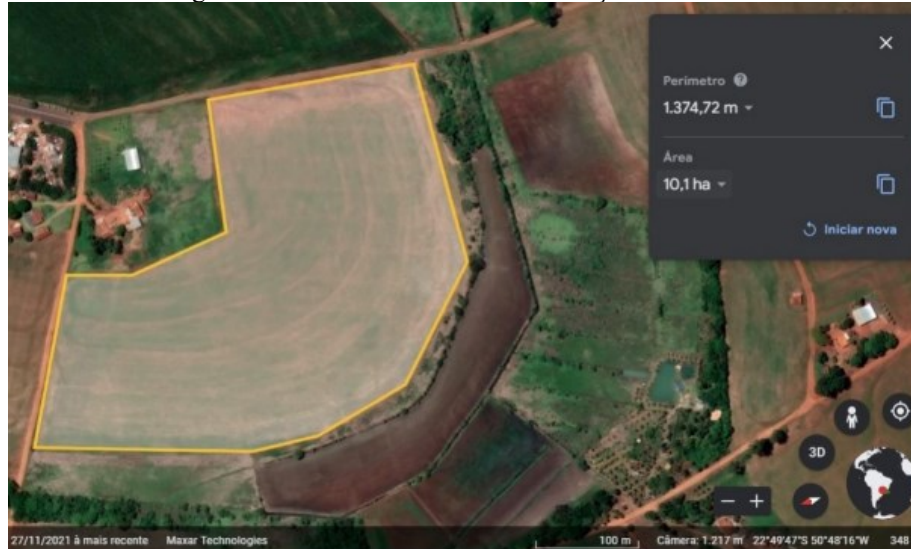 Perímetro
1.374,72 m
Área
10,1 ha
Iniciar nova
3D
27/11/2021 à mais recente Maxar Technologies 100 m Câmera: 1.217 m 22°49'47"S 50°48'16"W 348